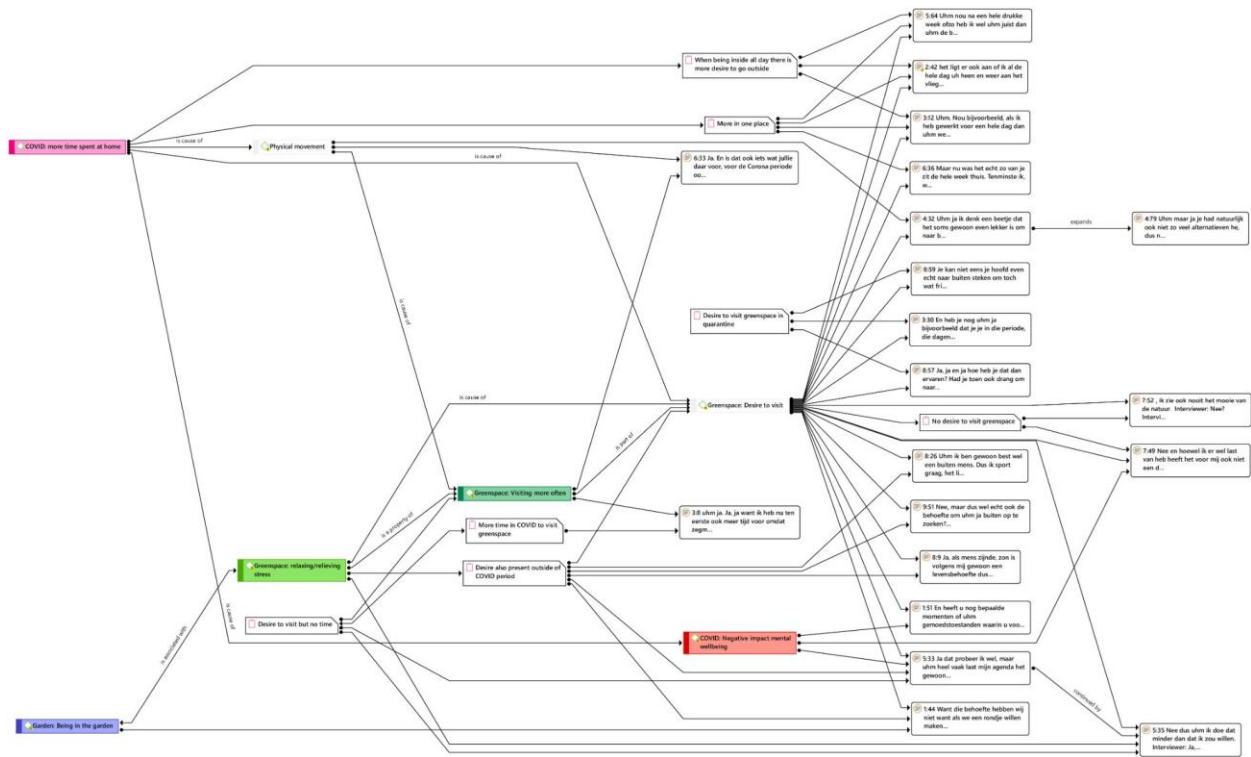 5:64 Uhm nou na een hele drukke
week ofzo heb ik wel uhm juist dan
uhm de b...
When being inside all day there is
more desire to go outside
2:42 het ligt er ook aan of ik al de
hele dag uh heen en weer aan het
vlieg...
More in one place
3:12 Uhm. Nou bijvoorbeeld, als ik
heb gewerkt voor een hele dag dan
uhm we...
COVID: more time spent at home
is cause of
Physical movement
is cause of
6:33 Ja. En is dat ook iets wat jullie
daar voor, voor de Corona periode
oo...
6:36 Maar nu was het echt zo van je
zit de hele week thuis. Tenminste ik,
w...
4:32 Uhm ja ik denk een beetje dat
het soms gewoon even lekker is om
naar b...
expands
4:79 Uhm maar ja je had natuurlijk
ook niet zo veel alternatieven he,
dus n...
8:59 Je kan niet eens je hoofd even
echt naar buiten steken om toch
wat fri...
is cause of
Desire to visit greenspace in
quarantine
3:30 En heb je nog uhm ja
bijvoorbeeld dat je je in die periode,
die dagen...
8:57 Ja, ja en ja hoe heb je dat dan
ervaren? Had je toen ook drang om
naar...
is cause of
Greenspace: Desire to visit
7:52 , ik zie ook nooit het mooie van
de natuur. Interviewer: Nee?
Intervi...
No desire to visit greenspace
is part of
7:49 Nee en hoewel ik er wel last
van heb heeft het voor mij ook niet
een d...
8:26 Uhm ik ben gewoon best wel
een buiten mens. Dus ik sport
graag, het li...
Greenspace: Visiting more often
is a property of
3:8 uhm ja. Ja, ja want ik heb na ten
eerste ook meer tijd voor omdat
zegm...
9:51 Nee, maar dus wel echt ook de
behoefte om uhm ja buiten op te
zoeken?...
More time in COVID to visit
greenspace
Greenspace: relaxing/relieving
stress
Desire also present outside of
COVID period
8:9 Ja, als mens zijnde, zon is
volgens mij gewoon een
levensbehoefte dus...
is cause of
Desire to visit but no time
1:51 En heeft u nog bepaalde
momenten of uhm
gemoedstoestanden waarin u voo...
is associated with
COVID: Negative impact mental
wellbeing
5:33 Ja dat probeer ik wel, maar
uhm heel vaak laat mijn agenda het
gewoon...
continued by
Garden: Being in the garden
1:44 Want die behoefte hebben wij
niet want als we een rondje willen
maken...
5:35 Nee dus uhm ik doe dat
minder dan dat ik zou willen.
Interviewer: Ja,...